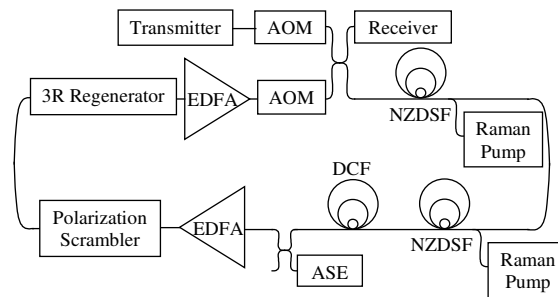 Transmitter
AOM
Receiver
3R Regenerator
EDFA
AOM
NZDSF
Raman
Pump
DCF
Polarization
Scrambler
EDFA
NZDSF
ASE
Raman
Pump